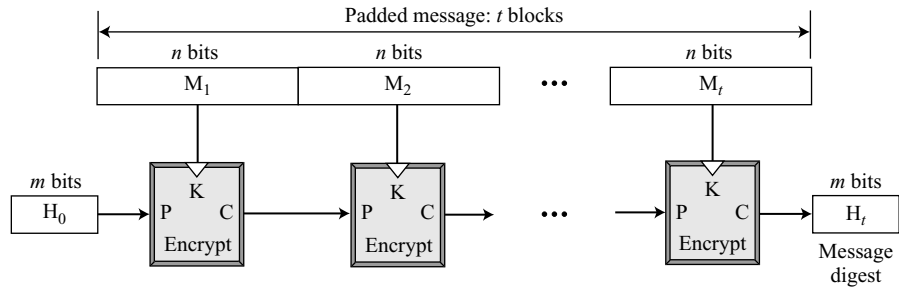 Padded message: t blocks
n bits n bits n bits
M1 M2 ••• Mt
m bits m bits
K K K
H0 P C P C ••• P C Ht
Encrypt Encrypt Encrypt
Message
digest